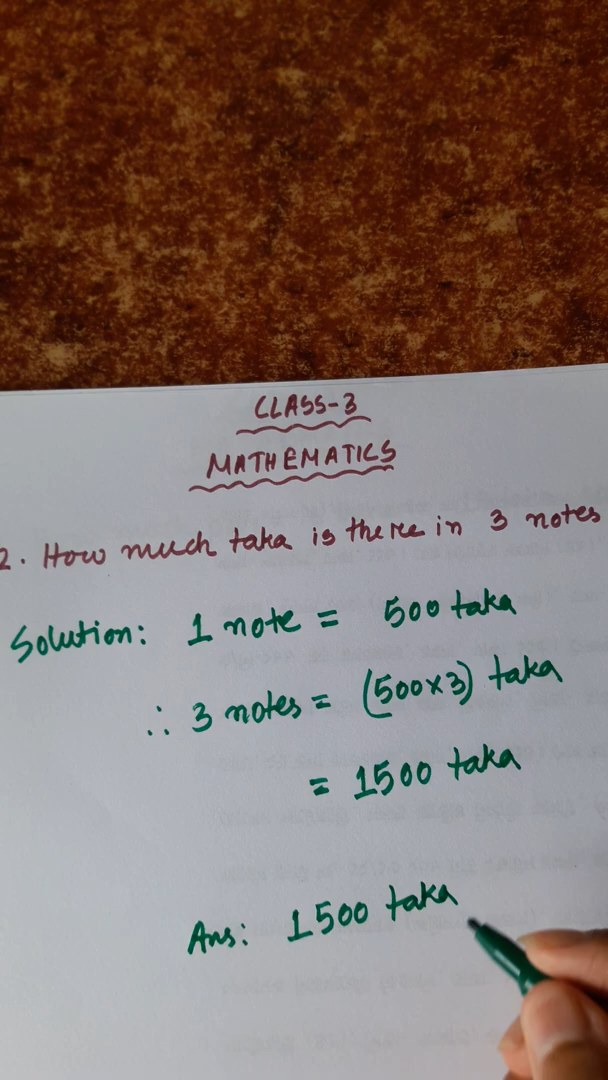 CLASS-3
MATHEMATICS
2. How much taka is there in 3 notes
Solution: 1 note = 500 taka
∴ 3 notes = (500×3) taka
= 1500 taka
Ans: 1500 taka